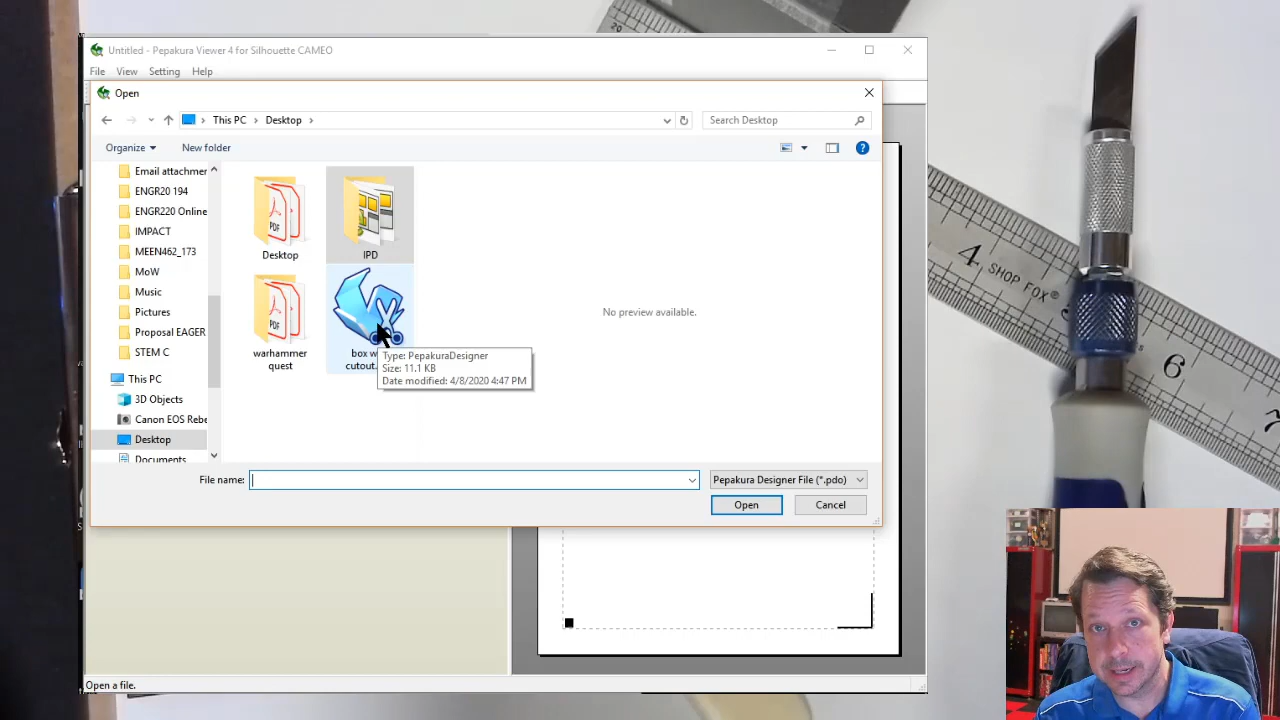 20
Untitled - Pepakura Viewer 4 for Silhouette CAMEO
File View Setting Help
Open
This PC > Desktop >
Search Desktop
Organize
New folder
Email attachmer
ENGR20 194
ENGR220 Online
IMPACT
MEEN462_173
MoW
Music
Pictures
Proposal EAGER
STEM C
This PC
3D Objects
Canon EOS Rebe
Desktop
Documents
Desktop
IPD
warhammer
quest
box w
cutout.
Type: PepakuraDesigner
Size: 11.1 KB
Date modified: 4/8/2020 4:47 PM
No preview available.
File name:
Pepakura Designer File (*.pdo)
Open
Cancel
Open a file.
4 SHOP FOX® 6